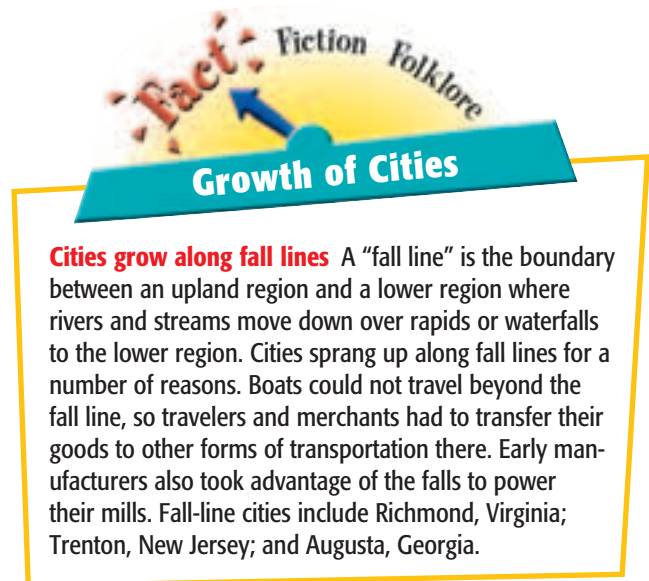 Fact Fiction Folklore
Growth of Cities
Cities grow along fall lines A “fall line” is the boundary
between an upland region and a lower region where
rivers and streams move down over rapids or waterfalls
to the lower region. Cities sprang up along fall lines for a
number of reasons. Boats could not travel beyond the
fall line, so travelers and merchants had to transfer their
goods to other forms of transportation there. Early man-
ufacturers also took advantage of the falls to power
their mills. Fall-line cities include Richmond, Virginia;
Trenton, New Jersey; and Augusta, Georgia.